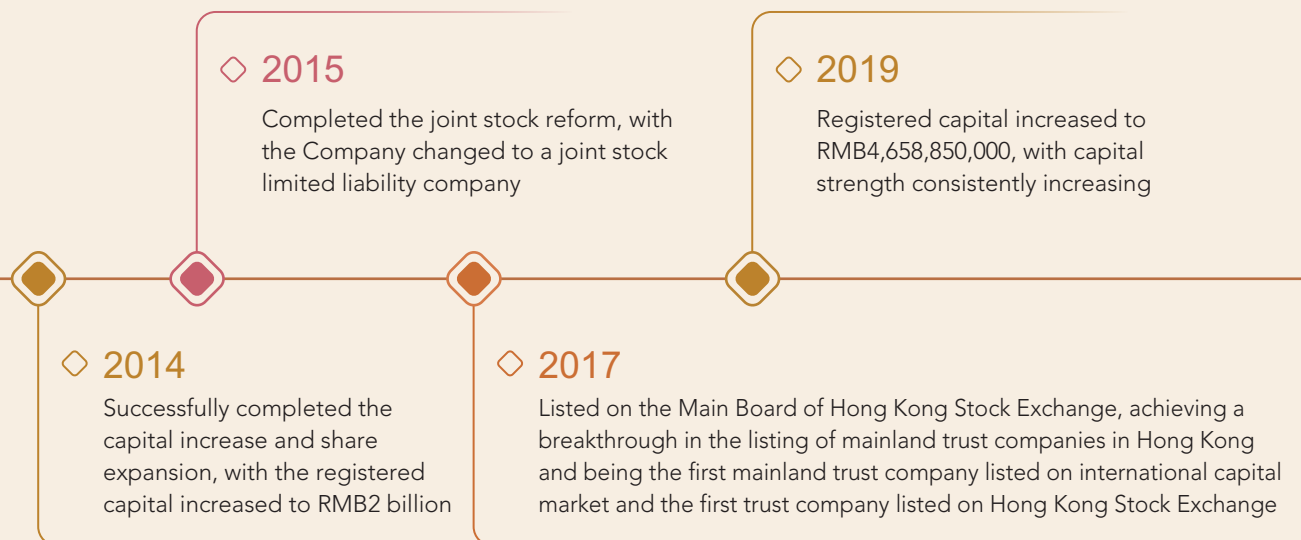 2015
Completed the joint stock reform, with
the Company changed to a joint stock
limited liability company
2019
Registered capital increased to
RMB4,658,850,000, with capital
strength consistently increasing
2014
Successfully completed the
capital increase and share
expansion, with the registered
capital increased to RMB2 billion
2017
Listed on the Main Board of Hong Kong Stock Exchange, achieving a
breakthrough in the listing of mainland trust companies in Hong Kong
and being the first mainland trust company listed on international capital
market and the first trust company listed on Hong Kong Stock Exchange